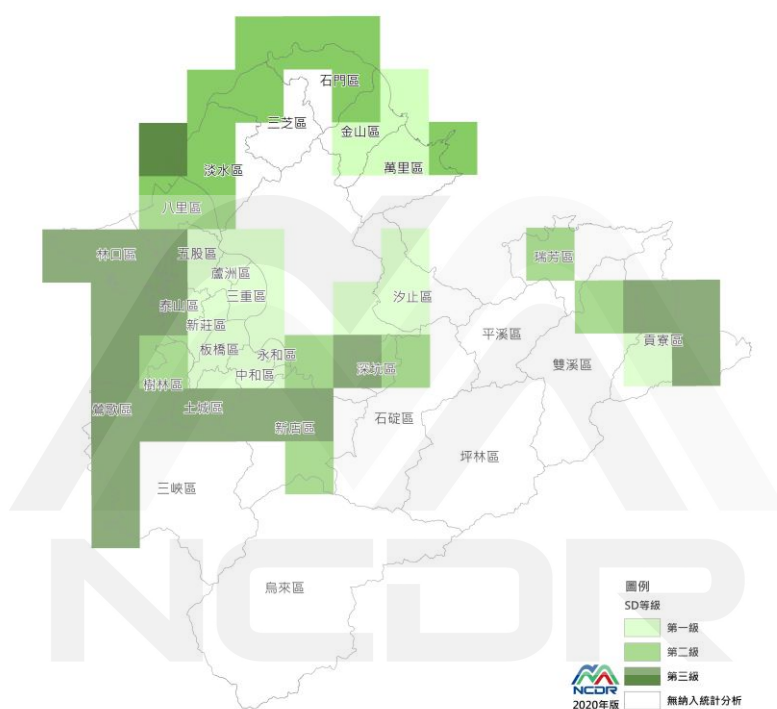 石門區
三芝區
金山區
淡水區
萬里區
八里區
林口區
五股區
瑞芳區
蘆洲區
泰山區
三重區
汐止區
新莊區
平溪區
貢寮區
板橋區
永和區
深坑區
雙溪區
樹林區
中和區
鶯歌區
土城區
石碇區
新店區
坪林區
三峽區
烏來區
NCDR
圖例
SD等級
第一級
第二級
第三級
無納入統計分析
NCDR
2020年版